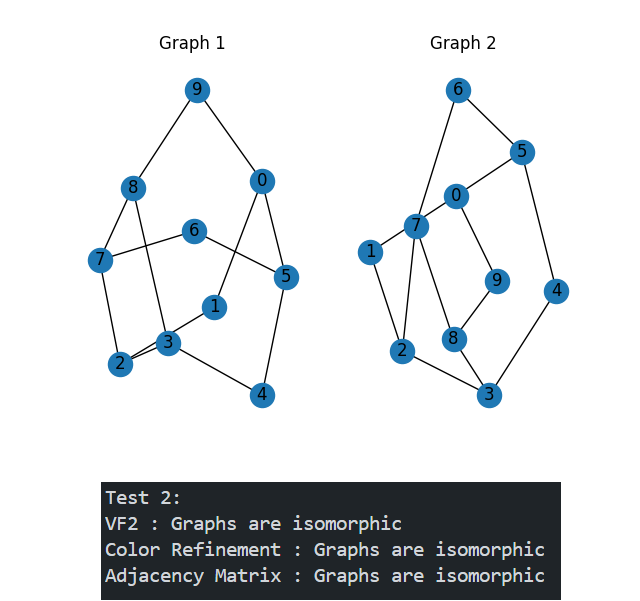 Graph 1 Graph 2
9 6
5
8 0 0
6 7
7 1
5 9 4
1
3 8
2 2
4 3
Test 2:
VF2 : Graphs are isomorphic
Color Refinement : Graphs are isomorphic
Adjacency Matrix : Graphs are isomorphic